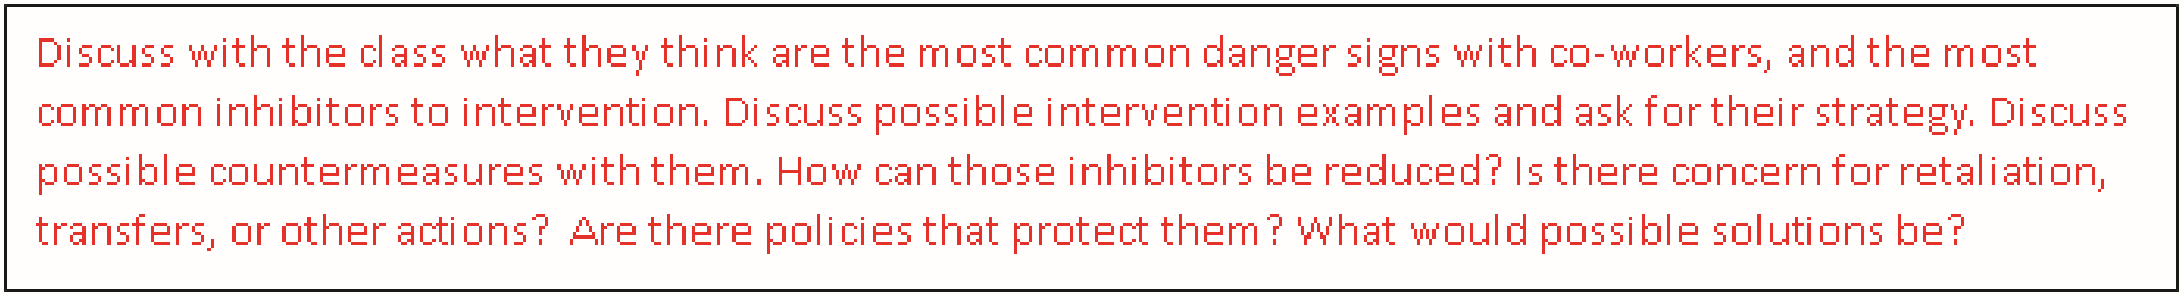 Discuss with the class what they think are the most common danger signs with co-workers, and the most
common inhibitors to intervention. Discuss possible intervention examples and ask for their strategy. Discuss
possible countermeasures with them. How can those inhibitors be reduced? Is there concern for retaliation,
transfers, or other actions?  Are there policies that protect them? What would possible solutions be?